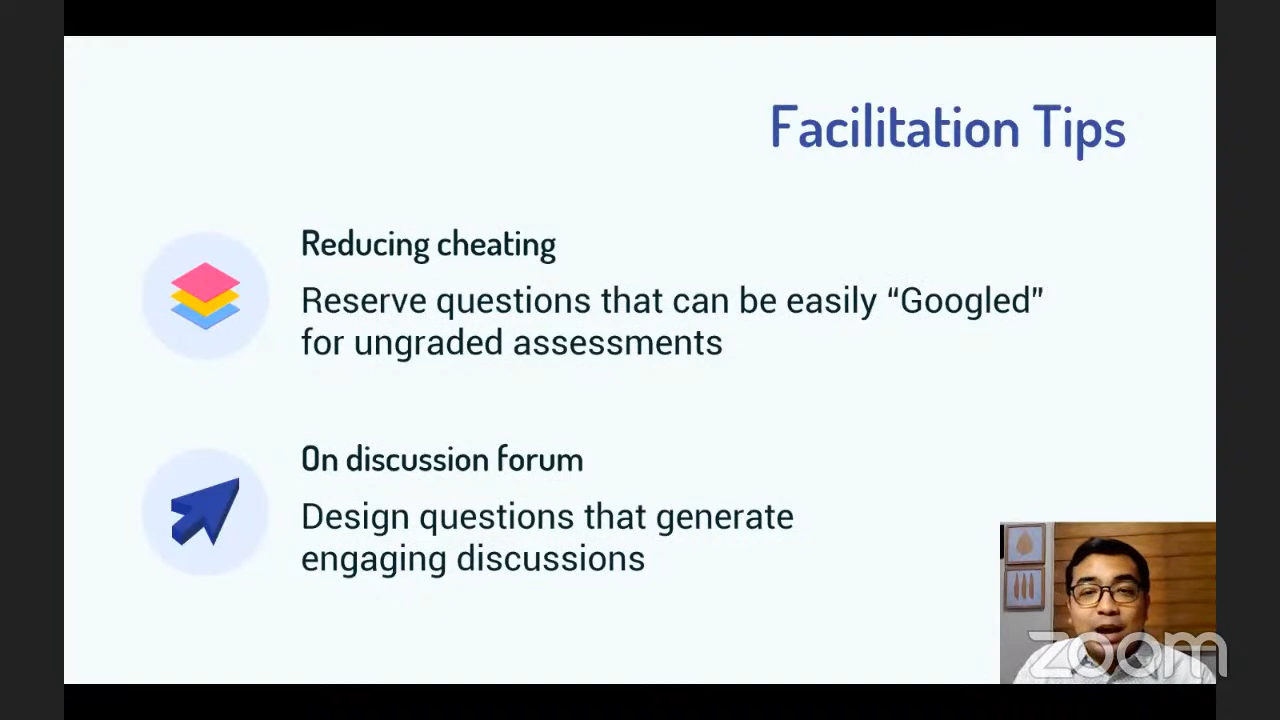 Facilitation Tips
Reducing cheating
Reserve questions that can be easily “Googled”
for ungraded assessments
On discussion forum
Design questions that generate
engaging discussions
zoom